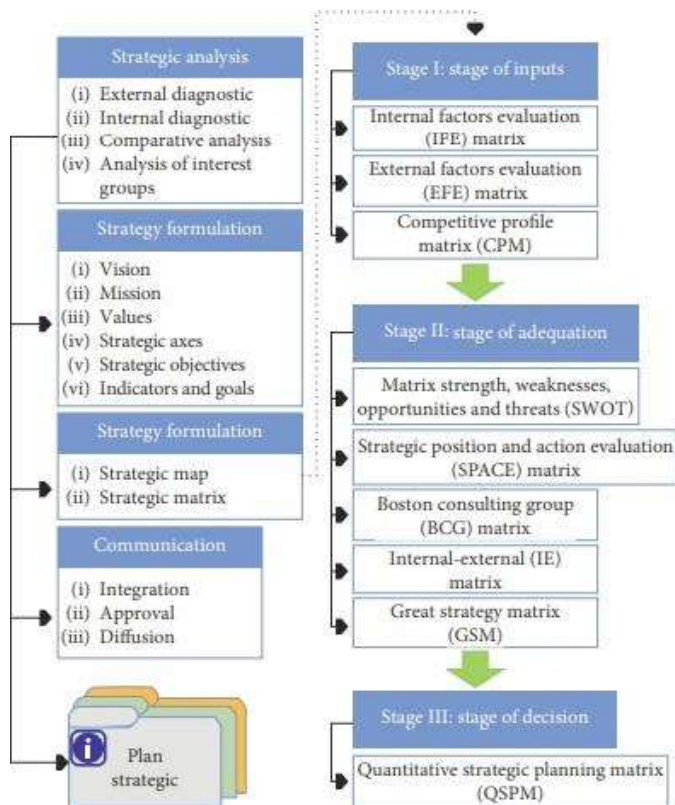 Strategic analysis
(i) External diagnostic
(ii) Internal diagnostic
(iii) Comparative analysis
(iv) Analysis of interest
groups
Strategy formulation
(i) Vision
(ii) Mission
(iii) Values
(iv) Strategic axes
(v) Strategic objectives
(vi) Indicators and goals
Strategy formulation
(i) Strategic map
(ii) Strategic matrix
Communication
(i) Integration
(ii) Approval
(iii) Diffusion
i
Plan
strategic
Stage I: stage of inputs
Internal factors evaluation
(IFE) matrix
External factors evaluation
(EFE) matrix
Competitive profile
matrix (CPM)
Stage II: stage of adequation
Matrix strength, weaknesses,
opportunities and threats (SWOT)
Strategic position and action evaluation
(SPACE) matrix
Boston consulting group
(BCG) matrix
Internal-external (IE)
matrix
Great strategy matrix
(GSM)
Stage III: stage of decision
Quantitative strategic planning matrix
(QSPM)